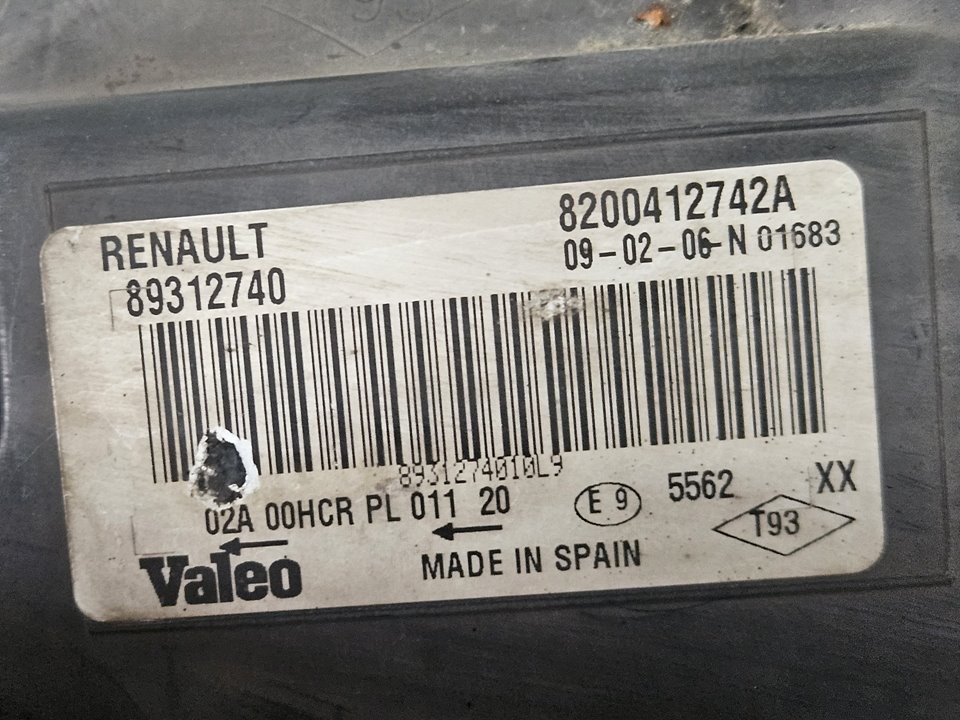 RENAULT
8200412742A
89312740
09-02-06-N 01683
8931274010L9
02A 00HCR PL 011 20
E 9
5562
XX
T93
Valeo
MADE IN SPAIN